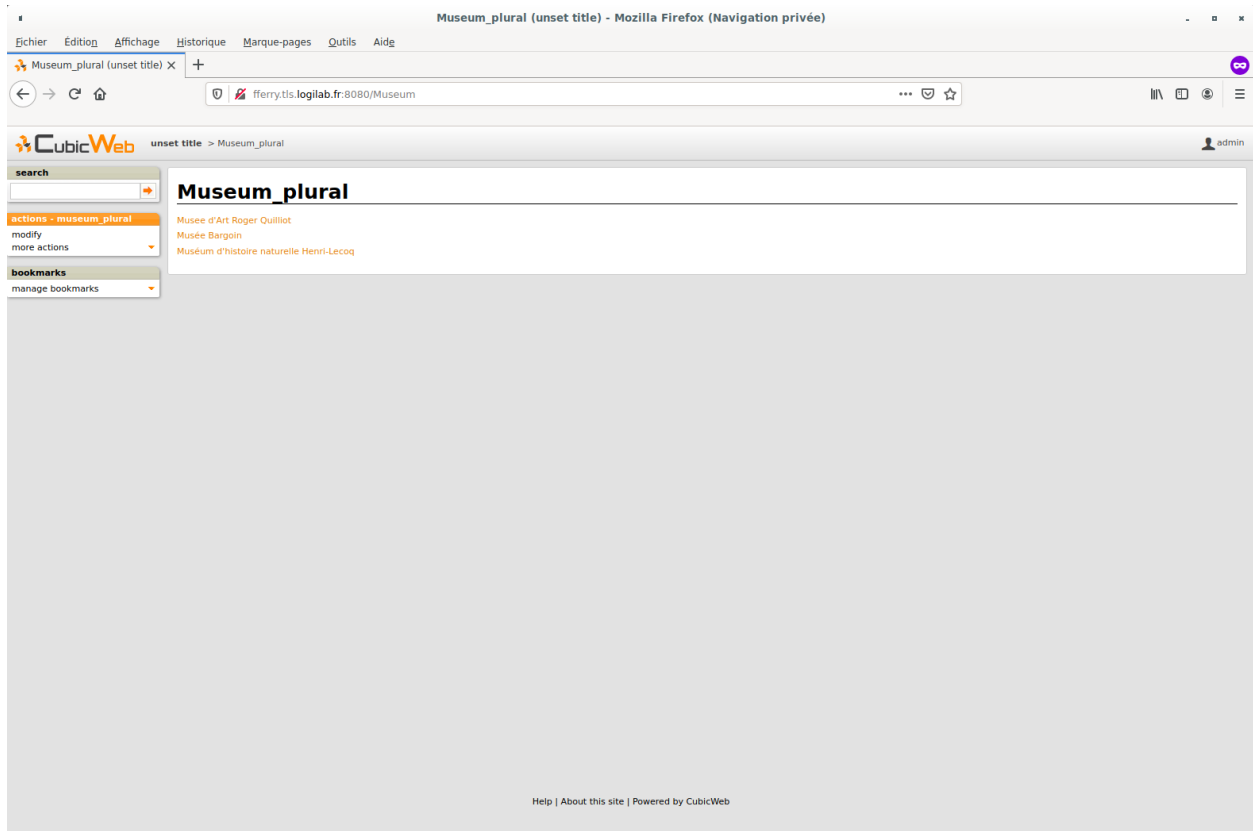 Museum_plural (unset title) - Mozilla Firefox (Navigation privée)
Fichier Édition Affichage Historique Marque-pages Outils Aide
Museum_plural (unset title)
fferry.tls.logilab.fr:8080/Museum
CubicWeb unset title > Museum_plural admin
search
Museum_plural
actions - museum_plural
Musee d'Art Roger Quilliot
modify
Musée Bargoin
more actions
Muséum d'histoire naturelle Henri-Lecoq
bookmarks
manage bookmarks
Help | About this site | Powered by CubicWeb